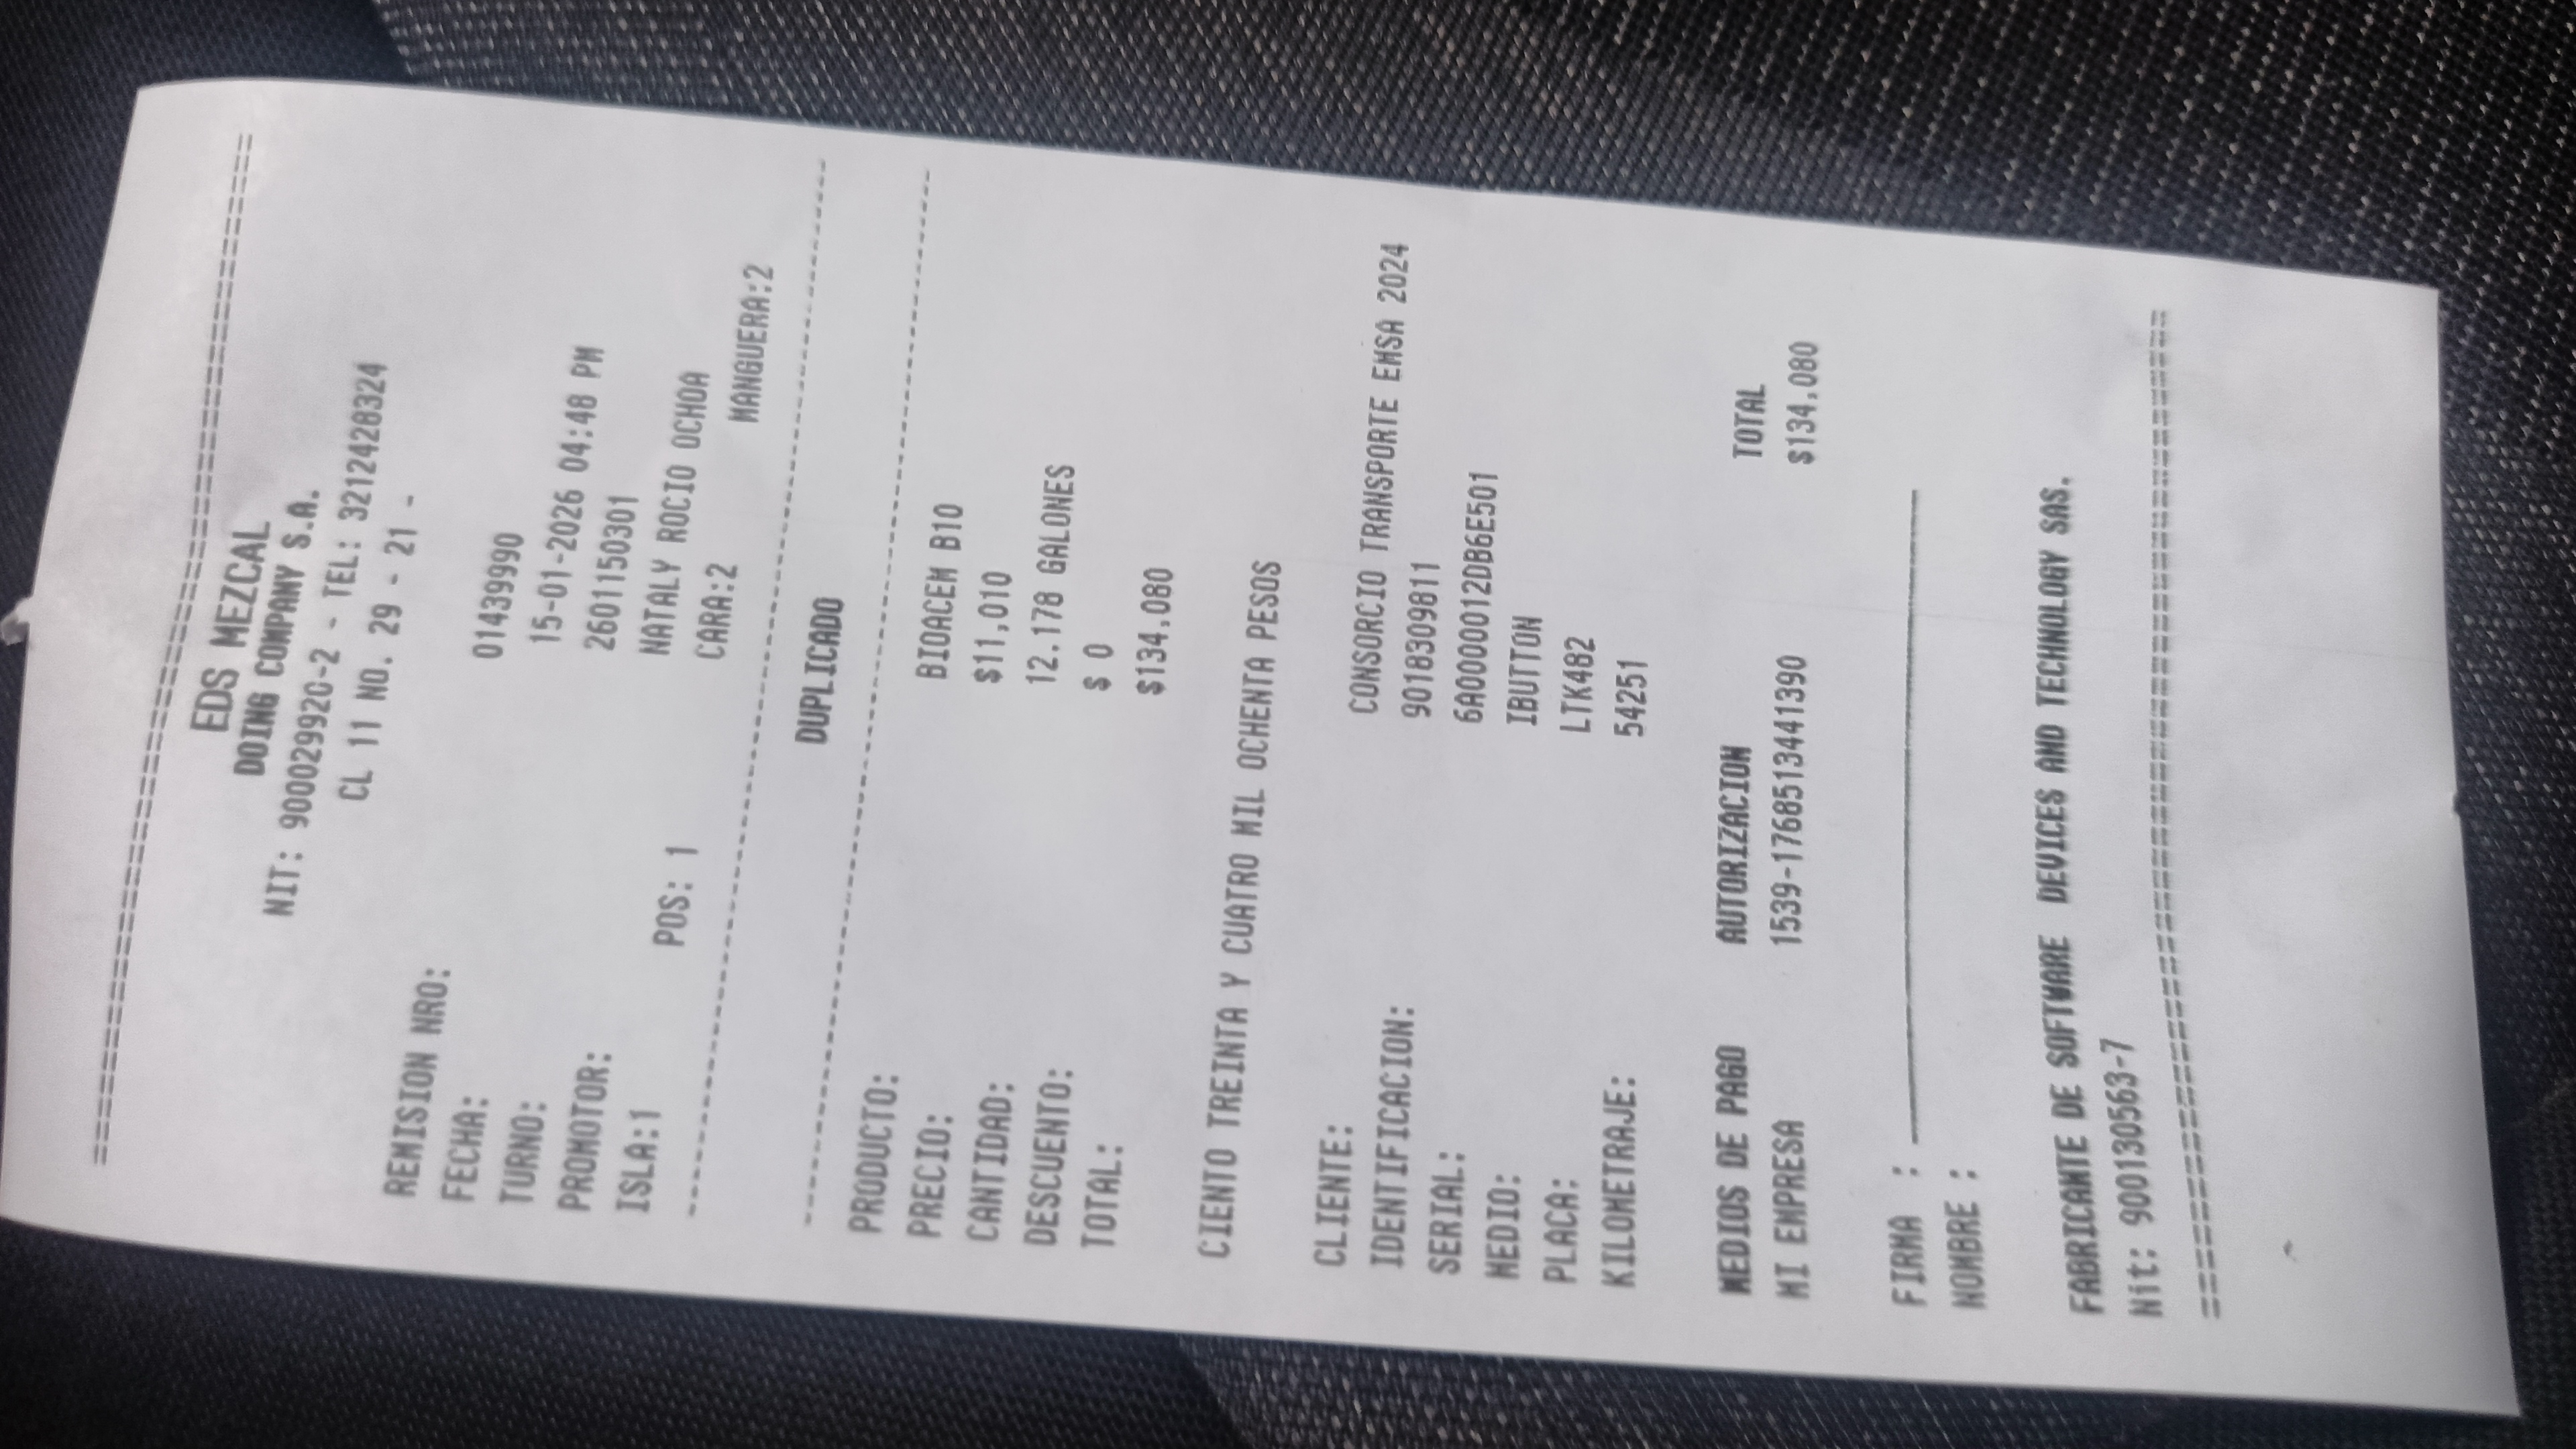 ==========================================
EDS MEZCAL
DOING COMPANY S.A.
NIT: 900029920-2 - TEL: 3212428324
CL 11 NO. 29 - 21 -
REMISION NRO: 01439990
FECHA: 15-01-2026 04:48 PM
TURNO: 2601150301
PROMOTOR: NATALY ROCIO OCHOA
ISLA:1 POS: 1 CARA:2 MANGUERA:2
------------------------------------------
DUPLICADO
------------------------------------------
PRODUCTO: BIOACEM B10
PRECIO: $11,010
CANTIDAD: 12.178 GALONES
DESCUENTO: $ 0
TOTAL: $134,080
CIENTO TREINTA Y CUATRO MIL OCHENTA PESOS
CLIENTE: CONSORCIO TRANSPORTE EMSA 2024
IDENTIFICACION: 9018309811
SERIAL: 6A0000012DB6E501
MEDIO: IBUTTON
PLACA: LTK482
KILOMETRAJE: 54251
MEDIOS DE PAGO AUTORIZACION TOTAL
MI EMPRESA 1539-1768513441390 $134,080
FIRMA : ____________________
NOMBRE :
FABRICANTE DE SOFTWARE DEVICES AND TECHNOLOGY SAS.
Nit: 900130563-7
==========================================